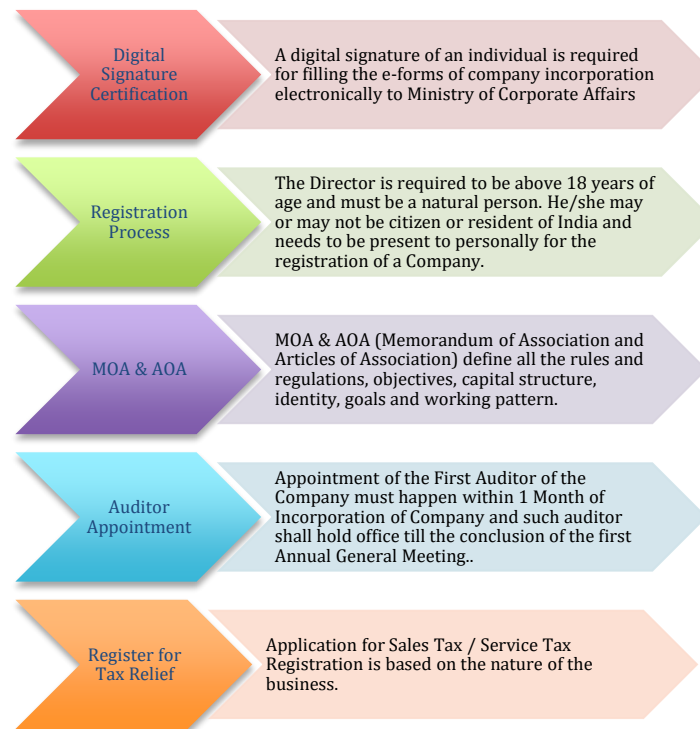 Digital
Signature
Certification
A digital signature of an individual is required
for filling the e-forms of company incorporation
electronically to Ministry of Corporate Affairs
Registration
Process
The Director is required to be above 18 years of
age and must be a natural person. He/she may
or may not be citizen or resident of India and
needs to be present to personally for the
registration of a Company.
MOA & AOA
MOA & AOA (Memorandum of Association and
Articles of Association) define all the rules and
regulations, objectives, capital structure,
identity, goals and working pattern.
Auditor
Appointment
Appointment of the First Auditor of the
Company must happen within 1 Month of
Incorporation of Company and such auditor
shall hold office till the conclusion of the first
Annual General Meeting..
Register for
Tax Relief
Application for Sales Tax / Service Tax
Registration is based on the nature of the
business.